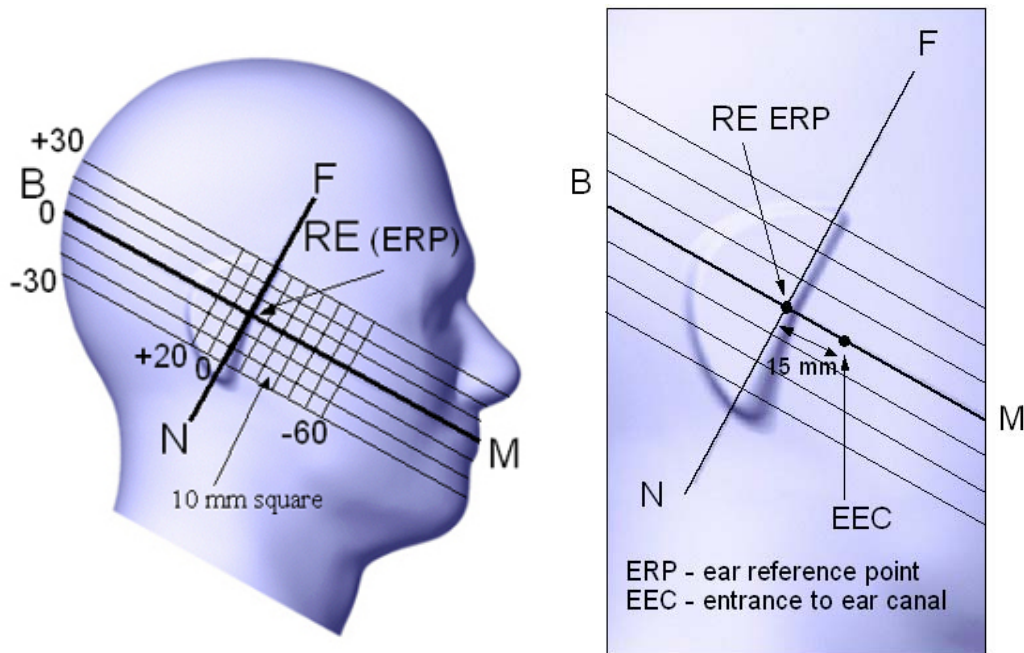 +30
B
0
-30
F
RE (ERP)
+20
0
N
-60
M
10 mm square
F
RE ERP
B
15 mm
M
N
EEC
ERP - ear reference point
EEC - entrance to ear canal